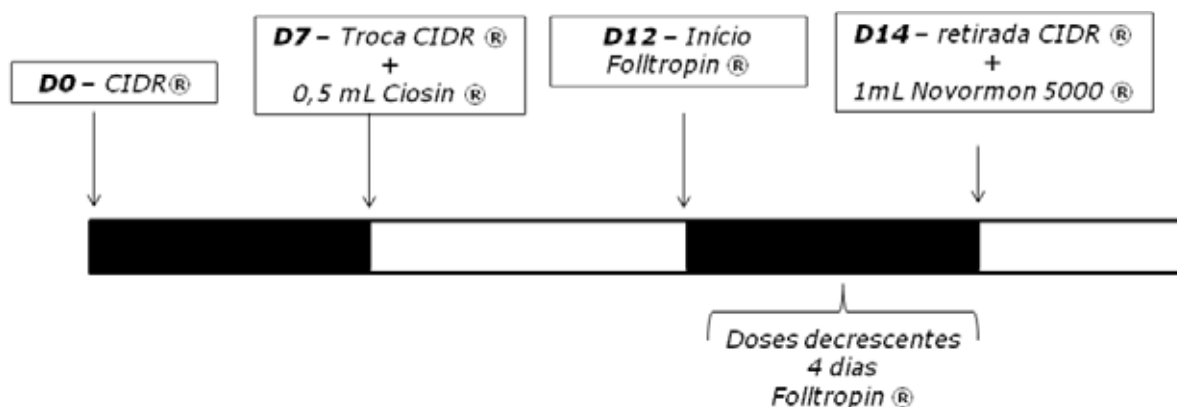 D0 – CIDR ®
D7 – Troca CIDR ®
+
0,5 mL Ciosin ®
D12 – Início
Folltropin ®
D14 – retirada CIDR ®
+
1mL Novormon 5000 ®
Doses decrescentes
4 dias
Folltropin ®